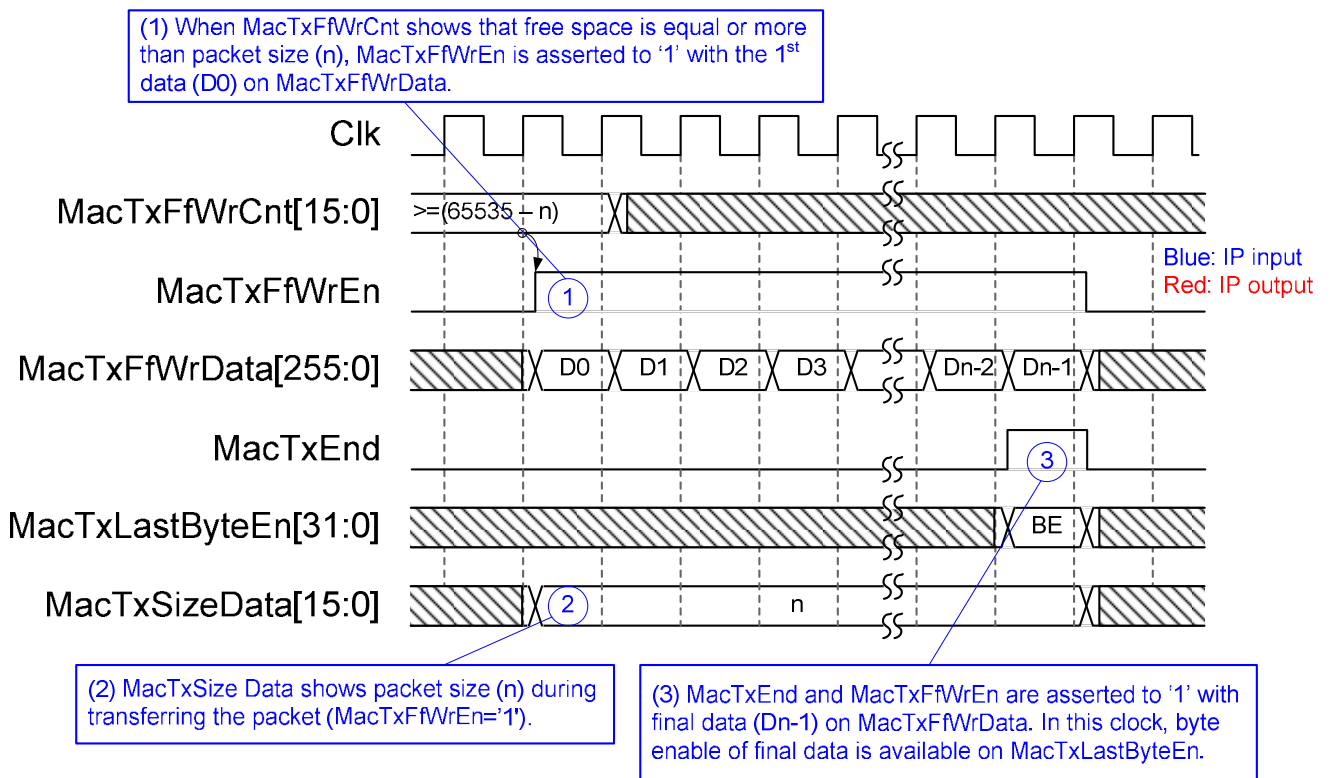 (1) When MacTxFfWrCnt shows that free space is equal or more
than packet size (n), MacTxFfWrEn is asserted to ‘1’ with the 1st
data (D0) on MacTxFfWrData.
Clk
MacTxFfWrCnt[15:0]
>=(65535 – n)
Blue: IP input
Red: IP output
MacTxFfWrEn
1
MacTxFfWrData[255:0]
D0 D1 D2 D3 Dn-2 Dn-1
MacTxEnd
3
MacTxLastByteEn[31:0]
BE
MacTxSizeData[15:0]
2
n
(2) MacTxSize Data shows packet size (n) during
transferring the packet (MacTxFfWrEn='1').
(3) MacTxEnd and MacTxFfWrEn are asserted to ‘1’ with
final data (Dn-1) on MacTxFfWrData. In this clock, byte
enable of final data is available on MacTxLastByteEn.